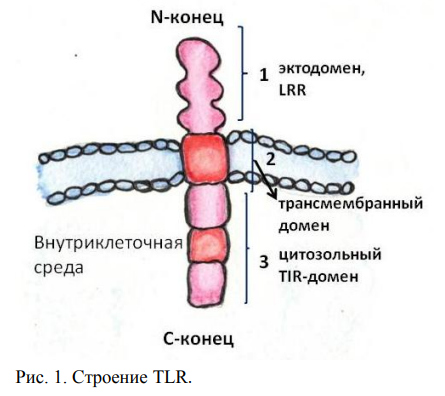 N-конец
1 эктодомен,
LRR
2
трансмембранный
домен
Внутриклеточная
среда
3 цитозольный
TIR-домен
С-конец
Рис. 1. Строение TLR.